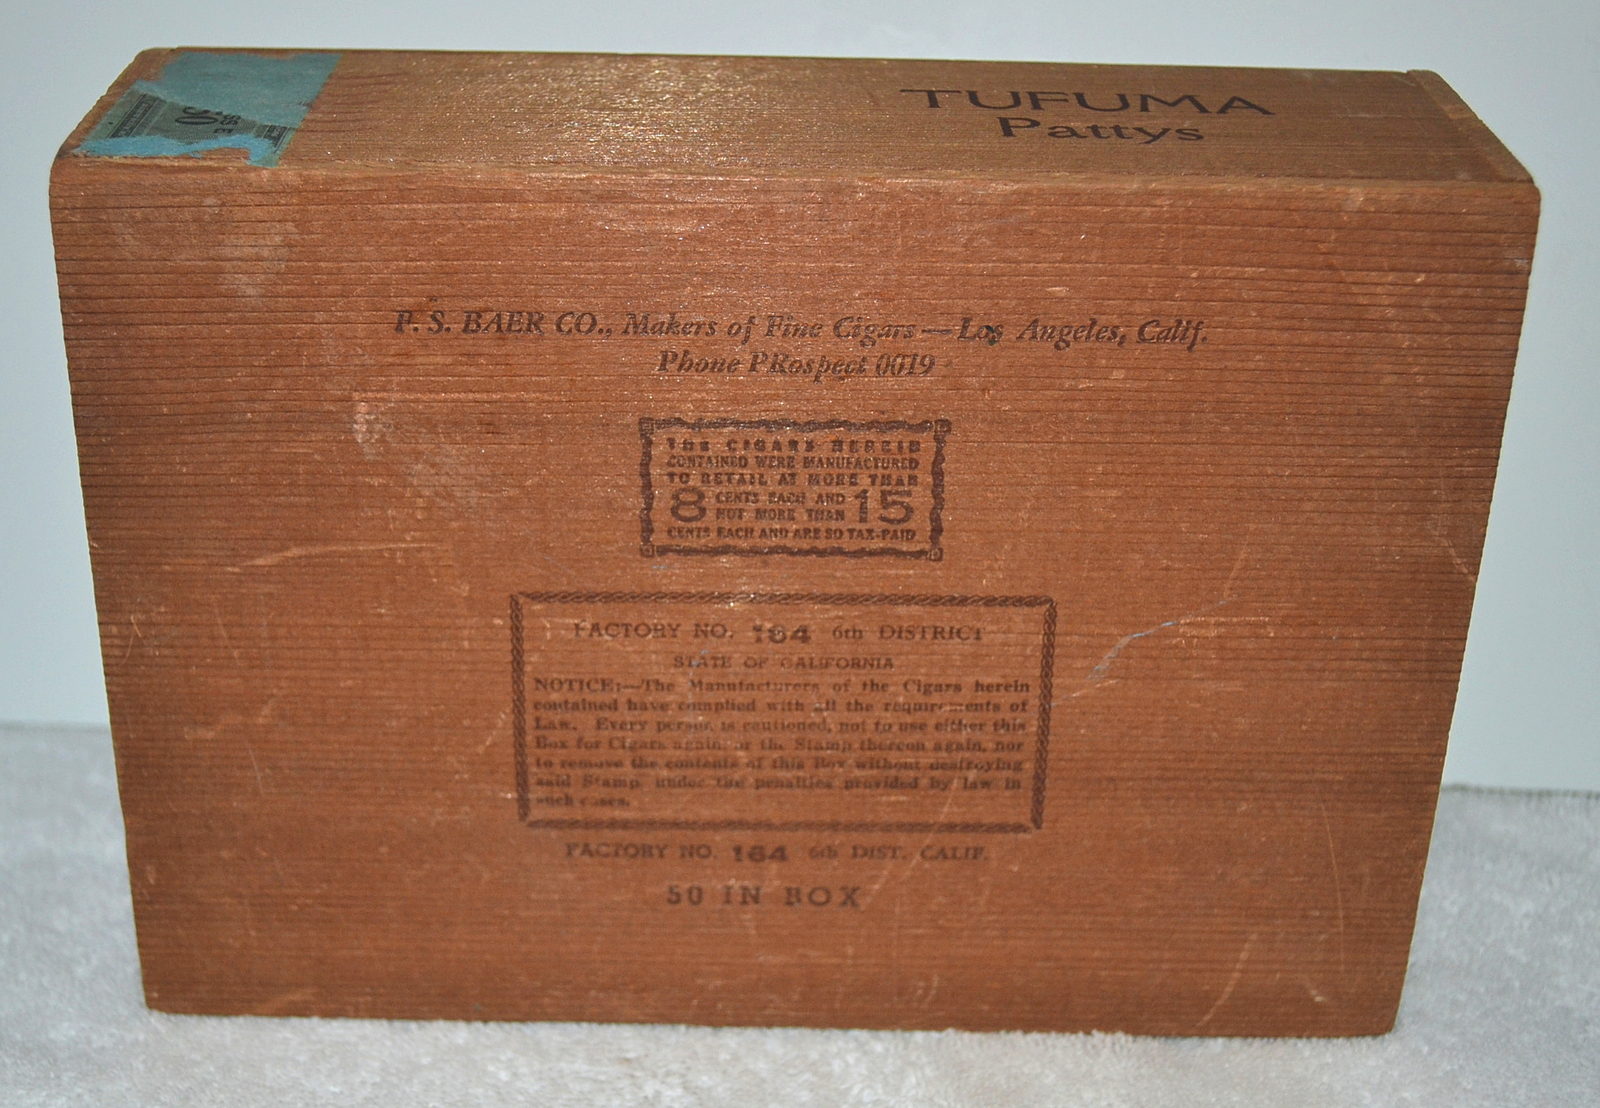 TUFUMA
Pattys
50
F. S. BAER CO., Makers of Fine Cigars — Los Angeles, Calif.
Phone PRospect 0019
THE CIGARS HEREIN
CONTAINED WERE MANUFACTURED
TO RETAIL AT MORE THAN
8 CENTS EACH AND 15
NOT MORE THAN
CENTS EACH AND ARE SO TAX-PAID
FACTORY NO. 164 6th DISTRICT
STATE OF CALIFORNIA
NOTICE:—The Manufacturers of the Cigars herein
contained have complied with all the requirements of
Law. Every person is cautioned, not to use either this
Box for Cigars again, or the Stamp thereon again, nor
to remove the contents of this Box without destroying
said Stamp, under the penalties provided by law in
such cases.
FACTORY NO. 164 6th DIST. CALIF.
50 IN BOX